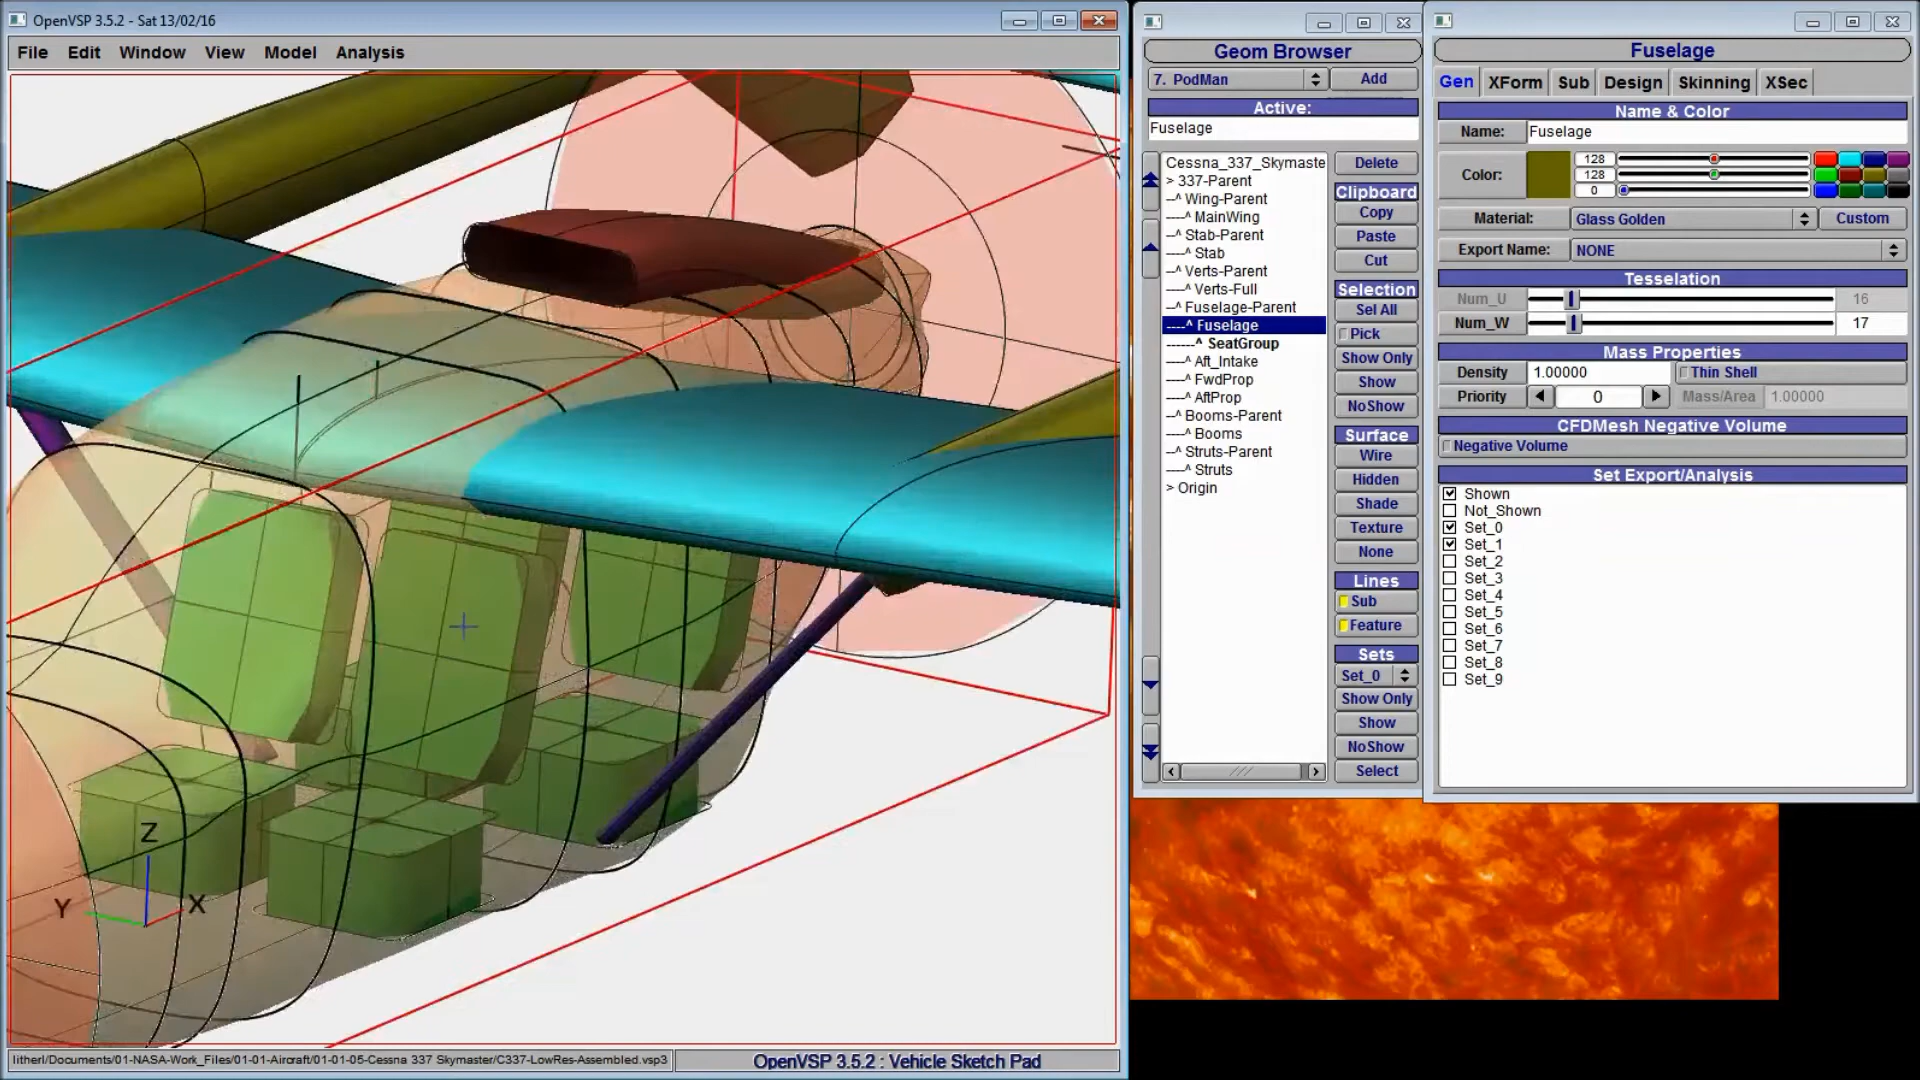 OpenVSP 3.5.2 - Sat 13/02/16
File Edit Window View Model Analysis
Z
Y
X
litherl/Documents/01-NASA-Work_Files/01-01-Aircraft/01-01-05-Cessna 337 Skymaster/C337-LowRes-Assembled.vsp3
OpenVSP 3.5.2 : Vehicle Sketch Pad
Geom Browser
7. PodMan Add
Active:
Fuselage
Cessna_337_Skymaste
> 337-Parent
--^ Wing-Parent
----^ MainWing
--^ Stab-Parent
----^ Stab
--^ Verts-Parent
----^ Verts-Full
--^ Fuselage-Parent
----^ Fuselage
------^ SeatGroup
----^ Aft_Intake
----^ FwdProp
----^ AftProp
--^ Booms-Parent
----^ Booms
--^ Struts-Parent
----^ Struts
> Origin
Delete
Clipboard
Copy
Paste
Cut
Selection
Sel All
Pick
Show Only
Show
NoShow
Surface
Wire
Hidden
Shade
Texture
None
Lines
Sub
Feature
Sets
Set_0
Show Only
Show
NoShow
Select
Fuselage
Gen XForm Sub Design Skinning XSec
Name & Color
Name: Fuselage
Color:
128
128
0
Material: Glass Golden Custom
Export Name: NONE
Tesselation
Num_U 16
Num_W 17
Mass Properties
Density 1.00000 Thin Shell
Priority 0 Mass/Area 1.00000
CFDMesh Negative Volume
Negative Volume
Set Export/Analysis
Shown
Not_Shown
Set_0
Set_1
Set_2
Set_3
Set_4
Set_5
Set_6
Set_7
Set_8
Set_9